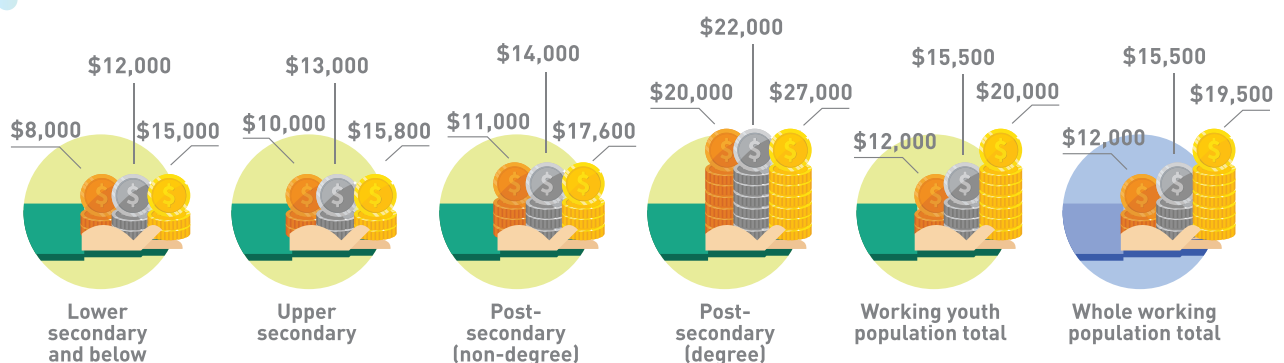 $8,000
$12,000
$15,000
Lower
secondary
and below
$10,000
$13,000
$15,800
Upper
secondary
$11,000
$14,000
$17,600
Post-
secondary
(non-degree)
$20,000
$22,000
$27,000
Post-
secondary
(degree)
$12,000
$15,500
$20,000
Working youth
population total
$12,000
$15,500
$19,500
Whole working
population total